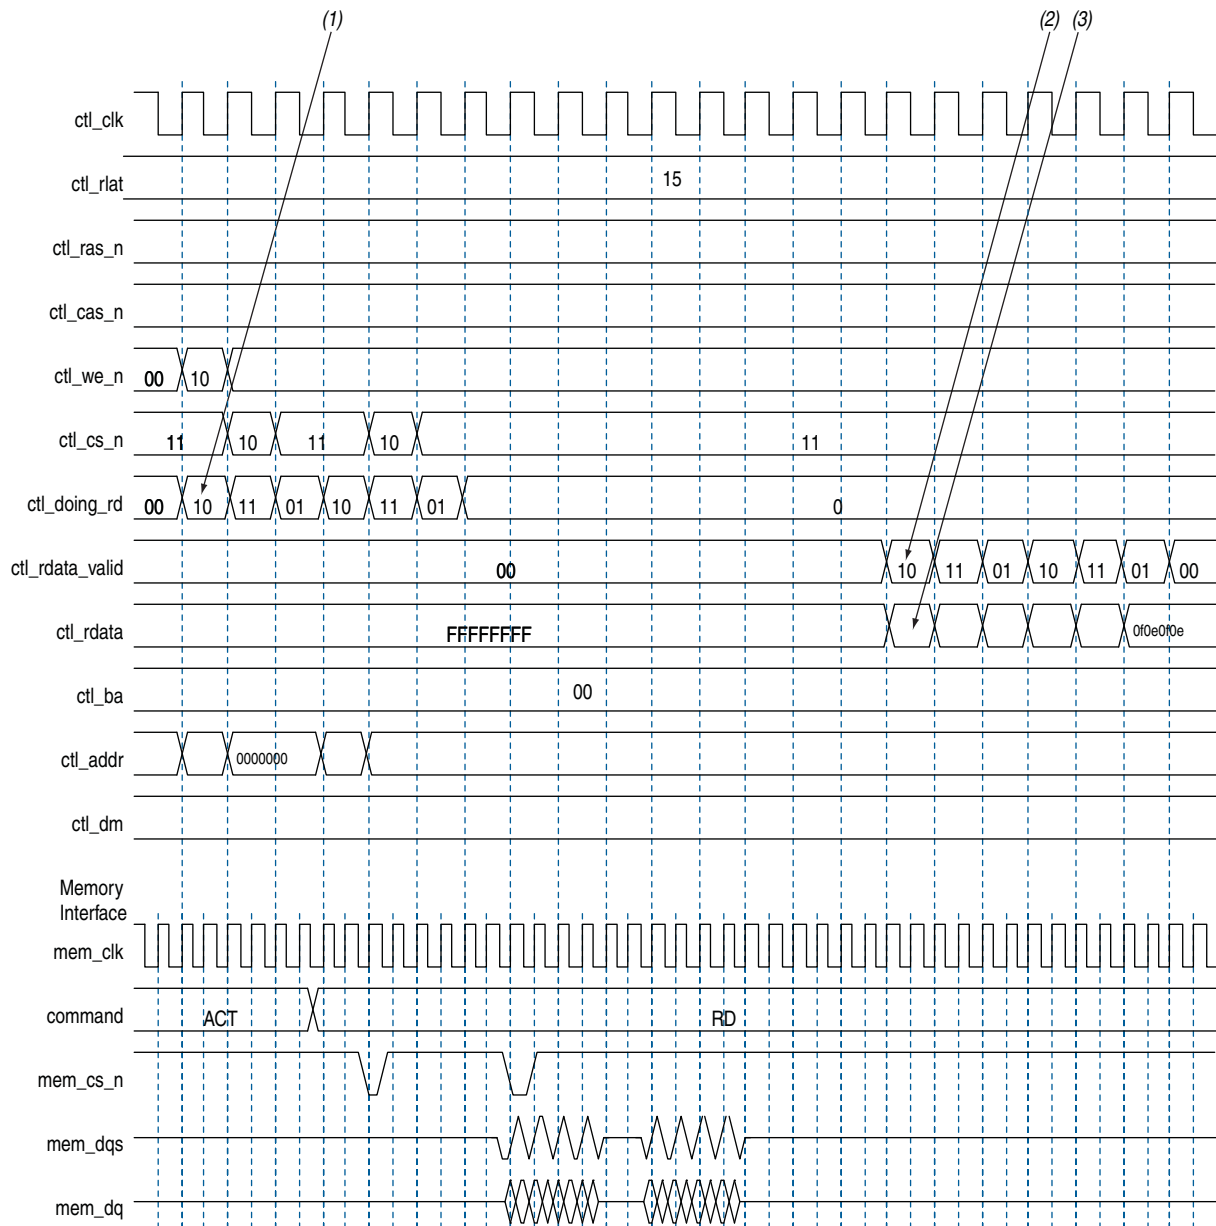 (1) (2) (3)
ctl_clk
ctl_rlat 15
ctl_ras_n
ctl_cas_n
ctl_we_n 00 10
ctl_cs_n 11 10 11 10 11
ctl_doing_rd 00 10 11 01 10 11 01 0
ctl_rdata_valid 00 10 11 01 10 11 01 00
ctl_rdata FFFFFFFF 0f0e0f0e
ctl_ba 00
ctl_addr 0000000
ctl_dm
Memory
Interface
mem_clk
command ACT RD
mem_cs_n
mem_dqs
mem_dq